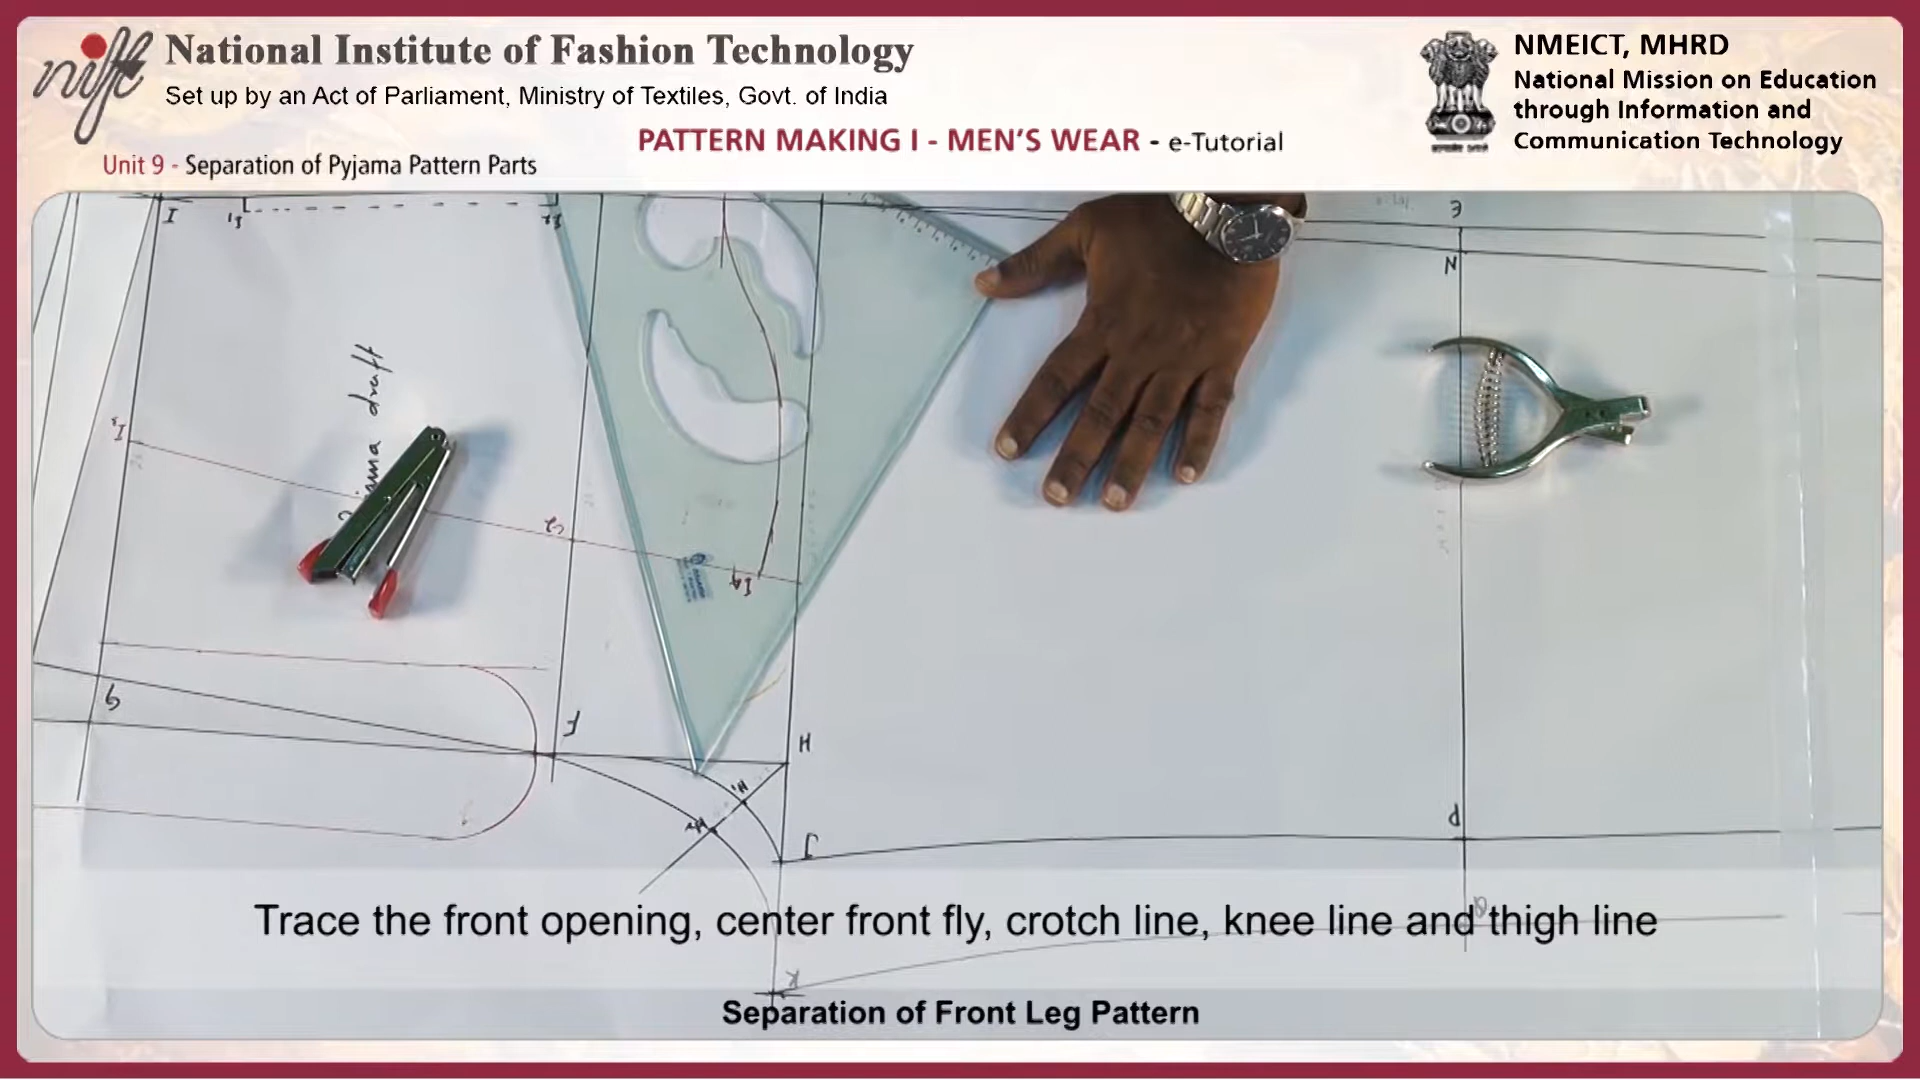 nift
National Institute of Fashion Technology
Set up by an Act of Parliament, Ministry of Textiles, Govt. of India
NMEICT, MHRD
National Mission on Education
through Information and
Communication Technology
PATTERN MAKING I - MEN'S WEAR - e-Tutorial
Unit 9 - Separation of Pyjama Pattern Parts
I
N
draft
g
F
H
H1
P
J
Q
K
Trace the front opening, center front fly, crotch line, knee line and thigh line
Separation of Front Leg Pattern